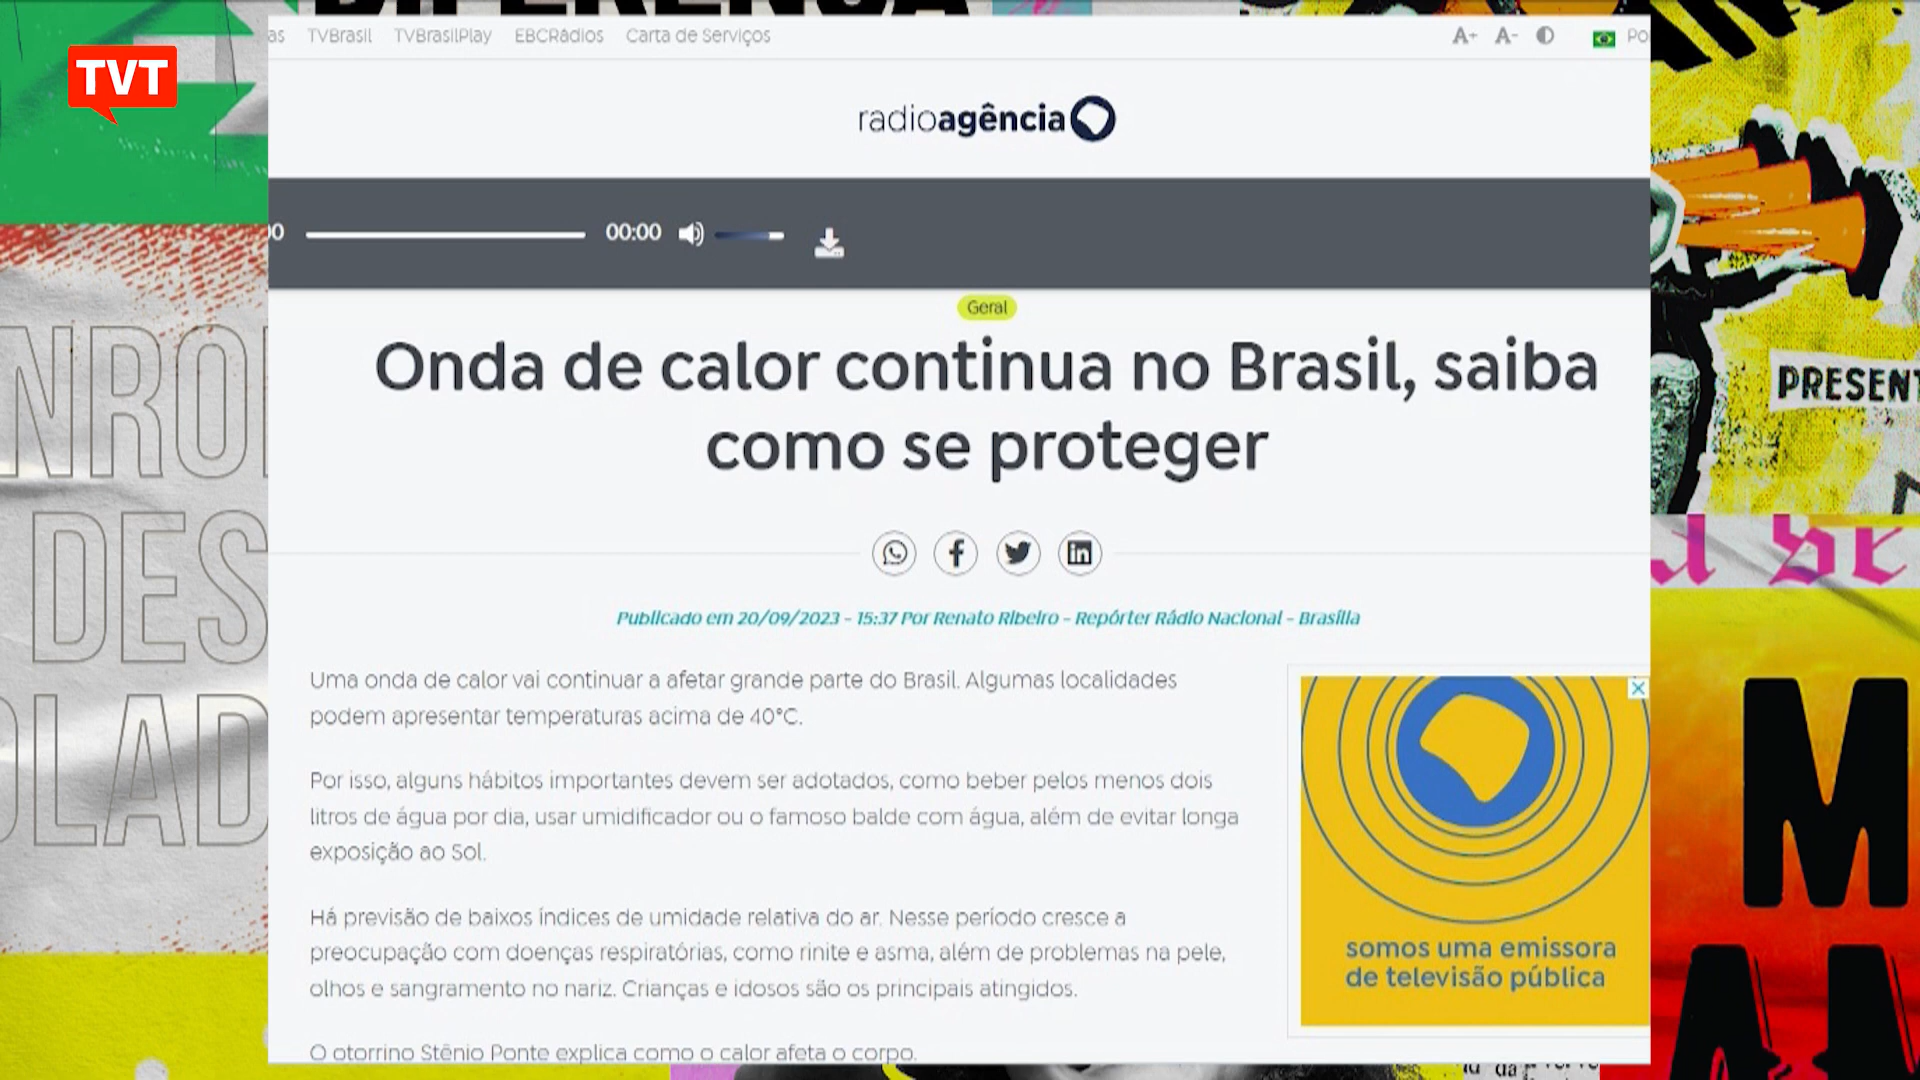 DIFERENÇA
as TVBrasil TVBrasilPlay EBCRádios Carta de Serviços A+ A- Po
TVT
radioagência
00:00
Geral
Onda de calor continua no Brasil, saiba
como se proteger
PRESENT
NRO
DES
OLAD
a se
Publicado em 20/09/2023 - 15:37 Por Renato Ribeiro - Repórter Rádio Nacional - Brasília
Uma onda de calor vai continuar a afetar grande parte do Brasil. Algumas localidades
podem apresentar temperaturas acima de 40°C.
Por isso, alguns hábitos importantes devem ser adotados, como beber pelos menos dois
litros de água por dia, usar umidificador ou o famoso balde com água, além de evitar longa
exposição ao Sol.
Há previsão de baixos índices de umidade relativa do ar. Nesse período cresce a
preocupação com doenças respiratórias, como rinite e asma, além de problemas na pele,
olhos e sangramento no nariz. Crianças e idosos são os principais atingidos.
O otorrino Stênio Ponte explica como o calor afeta o corpo.
somos uma emissora
de televisão pública
M